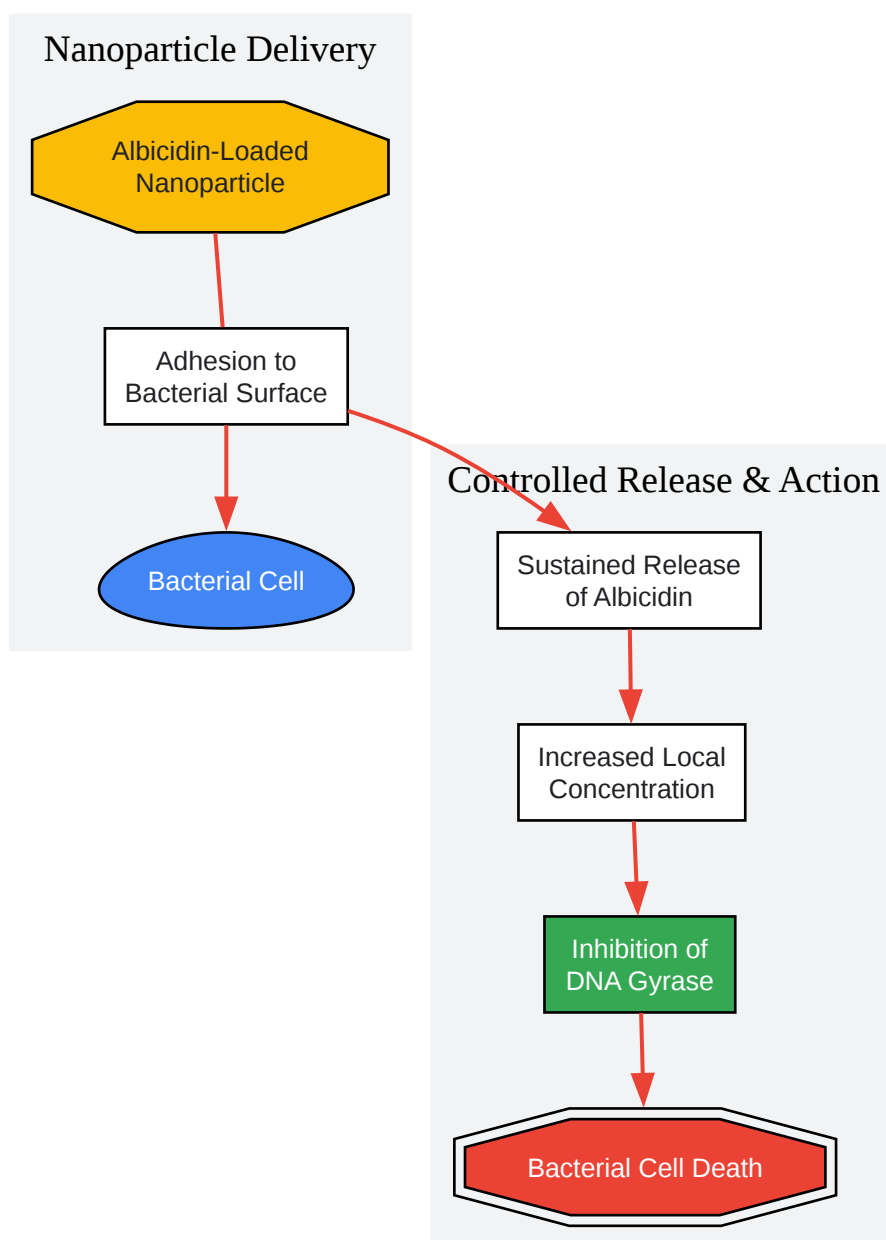 Nanoparticle Delivery
Albicidin-Loaded
Nanoparticle
Adhesion to
Bacterial Surface
Bacterial Cell
Controlled Release & Action
Sustained Release
of Albicidin
Increased Local
Concentration
Inhibition of
DNA Gyrase
Bacterial Cell Death